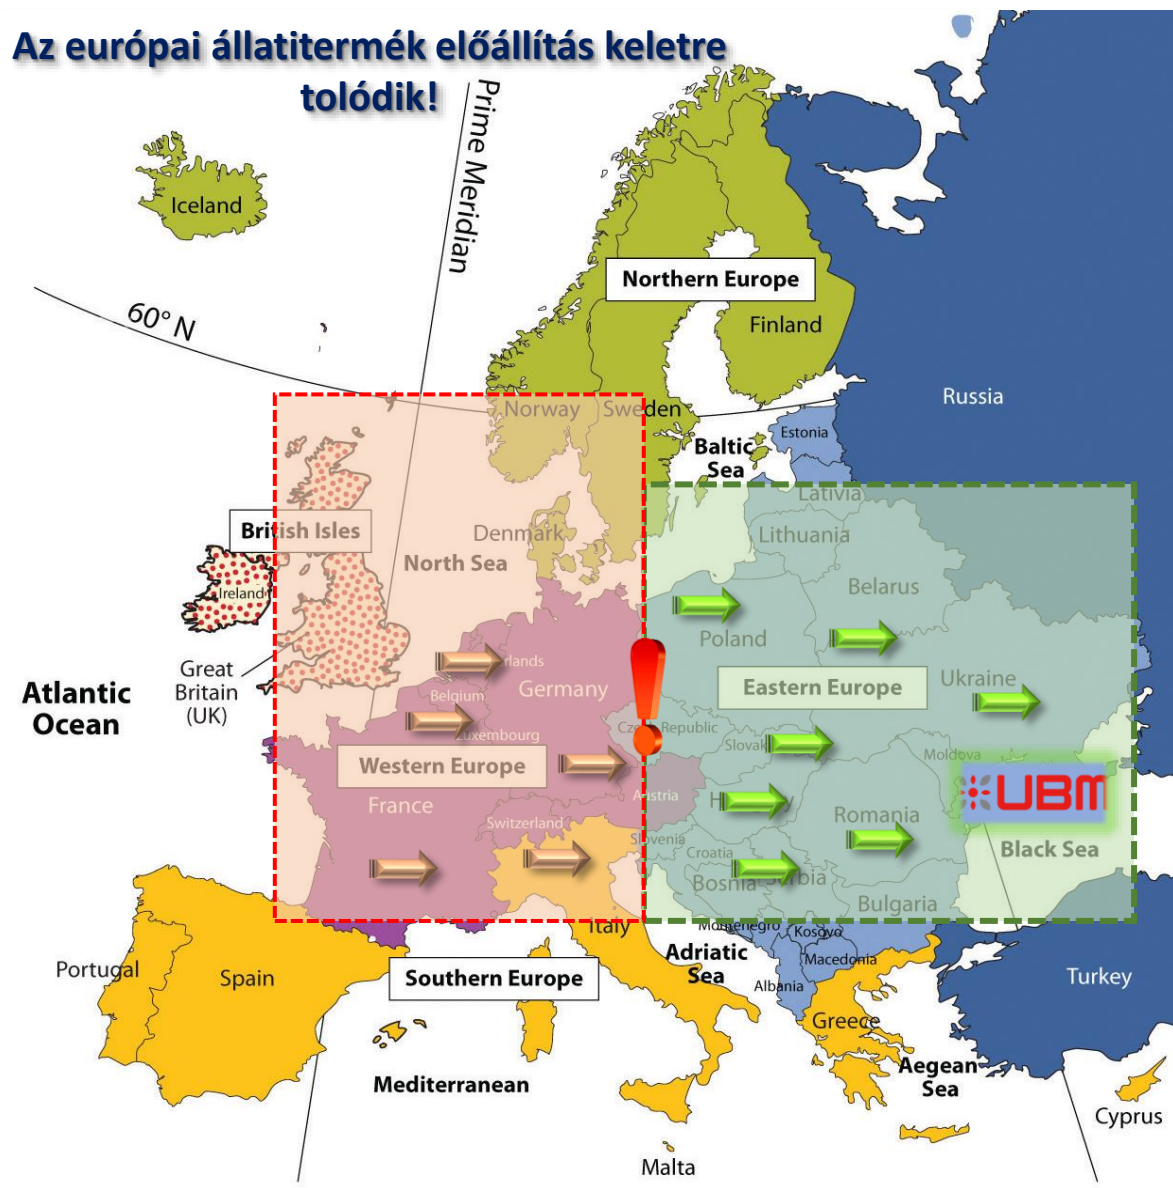 Az európai állatitermék előállítás keletre
tolódik!
Prime Meridian
Iceland
60° N
Northern Europe
Finland
Russia
Norway
Sweden
Estonia
Baltic
Sea
Lativia
Lithuania
British Isles
North Sea
Denmark
Belarus
Ireland
Poland
Great
Britain
(UK)
Atlantic
Ocean
rlands
Germany
Belgium
Eastern Europe
Ukraine
Luxembourg
Republic
Slovak
Moldova
Western Europe
UBM
France
Austria
Romania
Switzerland
Slovenia
Croatia
Black Sea
Bosnia
Serbia
Bulgaria
Italy
Montenegro
Kosovo
Macedonia
Adriatic
Sea
Portugal
Spain
Southern Europe
Albania
Turkey
Greece
Mediterranean
Aegean
Sea
Cyprus
Malta